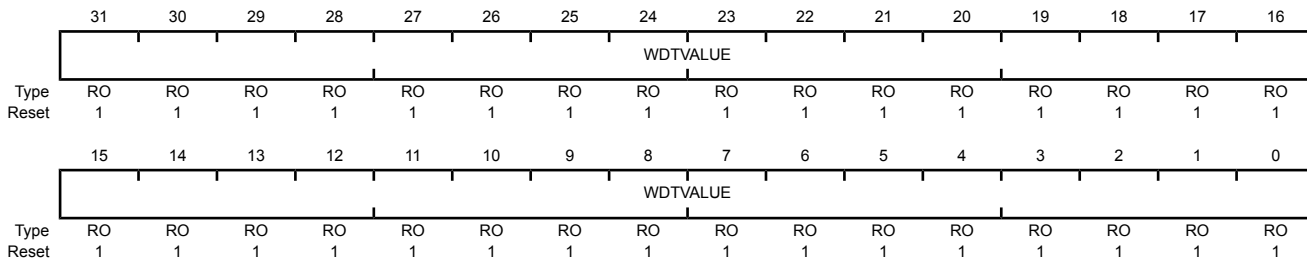 31 30 29 28 27 26 25 24 23 22 21 20 19 18 17 16
WDTVALUE
Type RO RO RO RO RO RO RO RO RO RO RO RO RO RO RO RO
Reset 1 1 1 1 1 1 1 1 1 1 1 1 1 1 1 1
15 14 13 12 11 10 9 8 7 6 5 4 3 2 1 0
WDTVALUE
Type RO RO RO RO RO RO RO RO RO RO RO RO RO RO RO RO
Reset 1 1 1 1 1 1 1 1 1 1 1 1 1 1 1 1